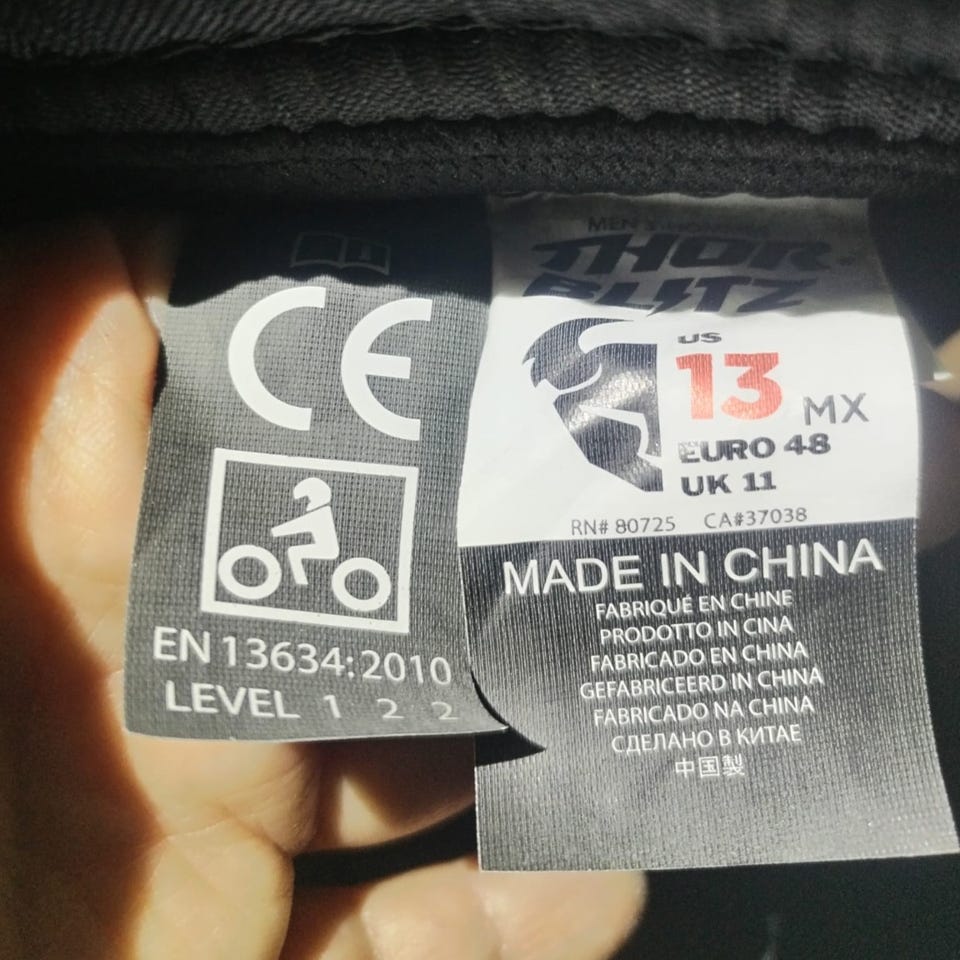 CE
EN 13634:2010
LEVEL 1 2 2
THOR
BLITZ
US
13 MX
EURO 48
UK 11
RN# 80725 CA#37038
MADE IN CHINA
FABRIQUÉ EN CHINE
PRODOTTO IN CINA
FABRICADO EN CHINA
GEFABRICEERD IN CHINA
FABRICADO NA CHINA
СДЕЛАНО В КИТАЕ
中国製